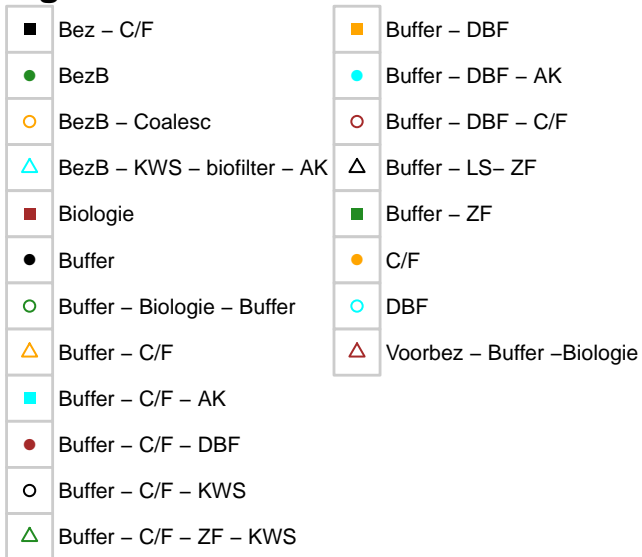 Bez – C/F
BezB
BezB – Coalesc
BezB – KWS – biofilter – AK
Biologie
Buffer
Buffer – Biologie – Buffer
Buffer – C/F
Buffer – C/F – AK
Buffer – C/F – DBF
Buffer – C/F – KWS
Buffer – C/F – ZF – KWS
Buffer – DBF
Buffer – DBF – AK
Buffer – DBF – C/F
Buffer – LS– ZF
Buffer – ZF
C/F
DBF
Voorbez – Buffer –Biologie